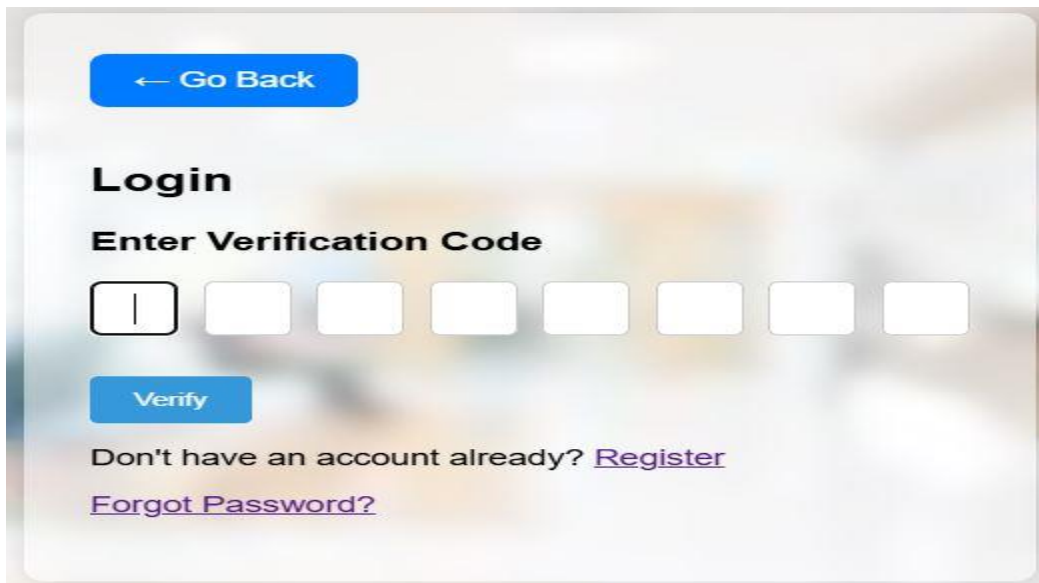 ← Go Back
Login
Enter Verification Code
Verify
Don't have an account already? Register
Forgot Password?